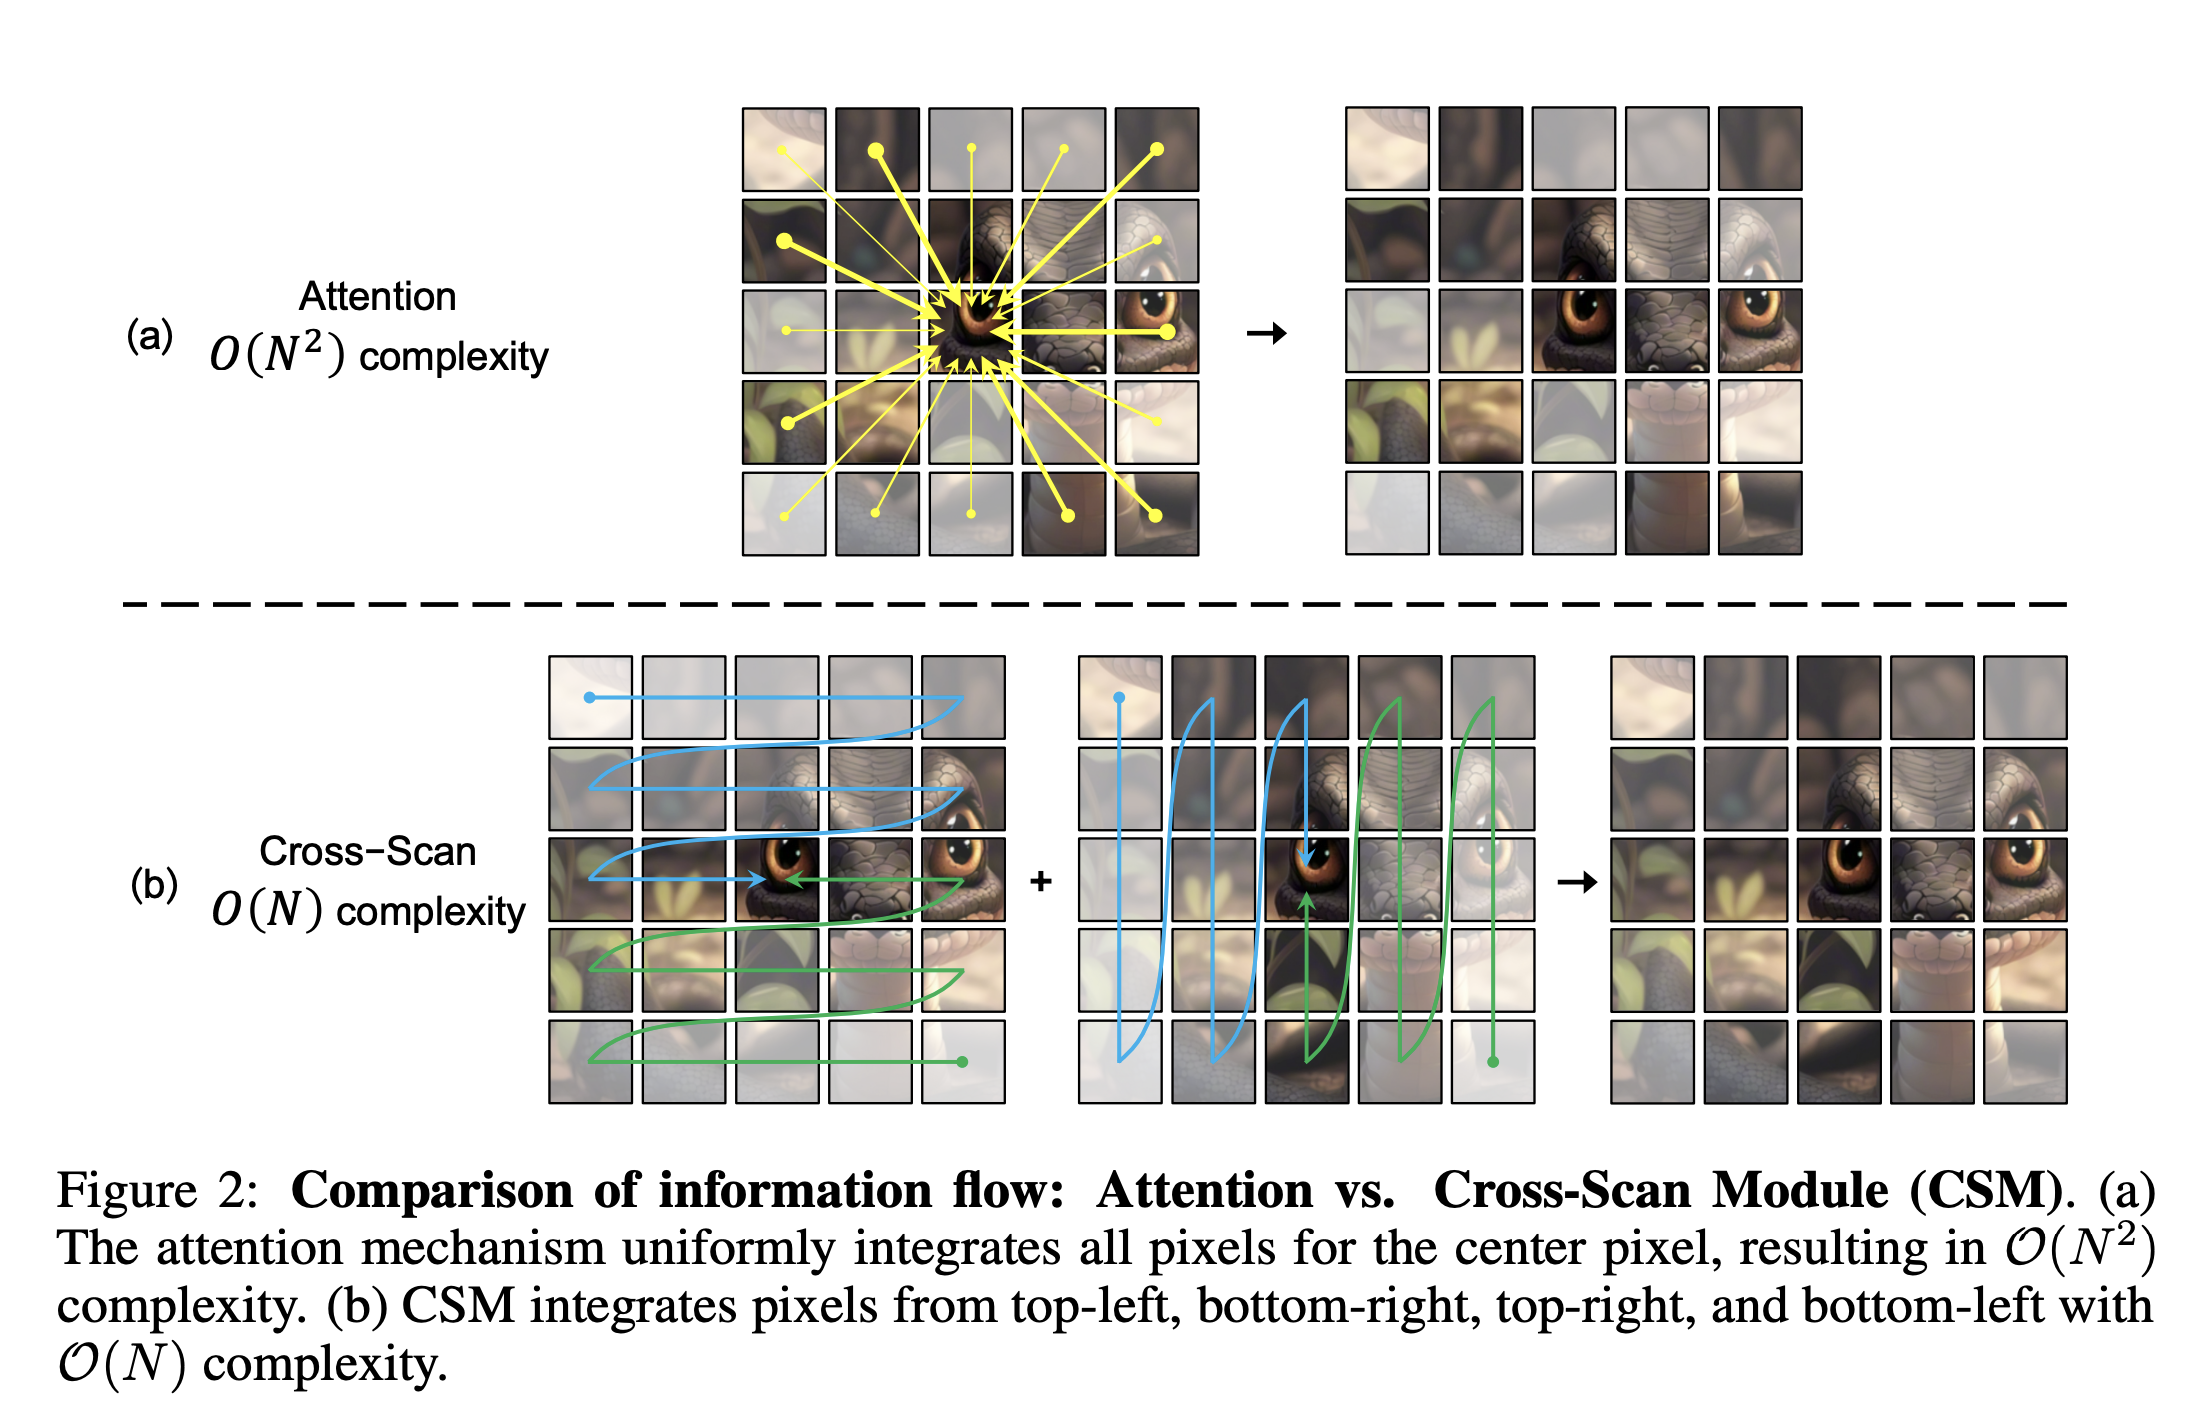 (a)
Attention
O(N²) complexity
(b)
Cross−Scan
O(N) complexity
+
Figure 2: Comparison of information flow: Attention vs. Cross-Scan Module (CSM). (a)
The attention mechanism uniformly integrates all pixels for the center pixel, resulting in O(N²)
complexity. (b) CSM integrates pixels from top-left, bottom-right, top-right, and bottom-left with
O(N) complexity.